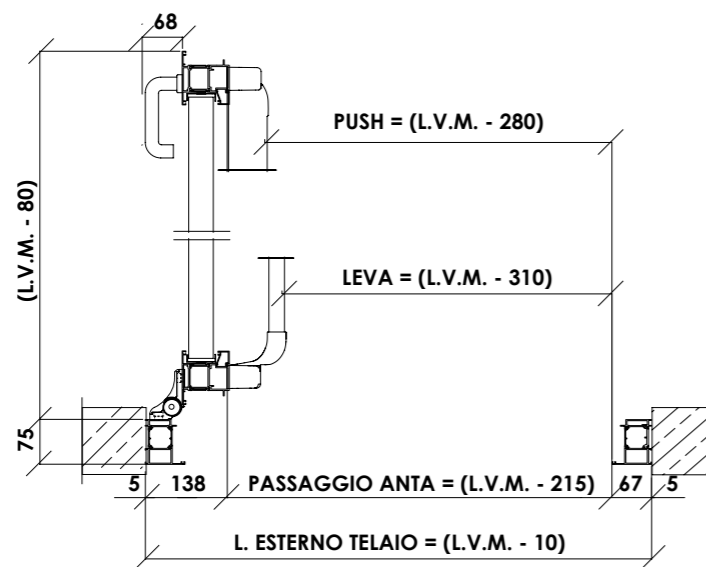 68
PUSH = (L.V.M. - 280)
(L.V.M. - 80)
LEVA = (L.V.M. - 310)
75
5 138 PASSAGGIO ANTA = (L.V.M. - 215) 67 5
L. ESTERNO TELAIO = (L.V.M. - 10)